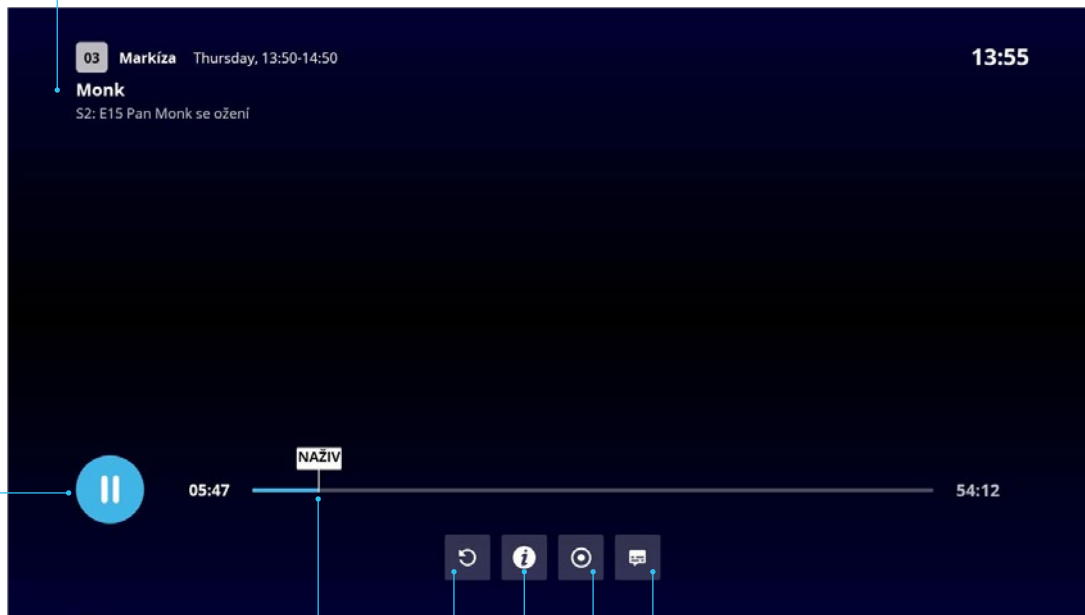 03 Markíza Thursday, 13:50-14:50
13:55
Monk
S2: E15 Pan Monk se ožení
NAŽIV
05:47
54:12